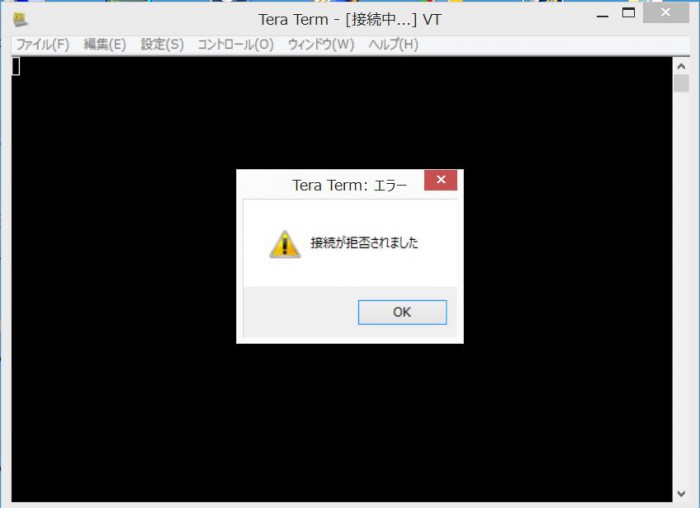 Tera Term - [接続中...] VT
ファイル(F) 編集(E) 設定(S) コントロール(O) ウィンドウ(W) ヘルプ(H)
Tera Term: エラー
接続が拒否されました
OK